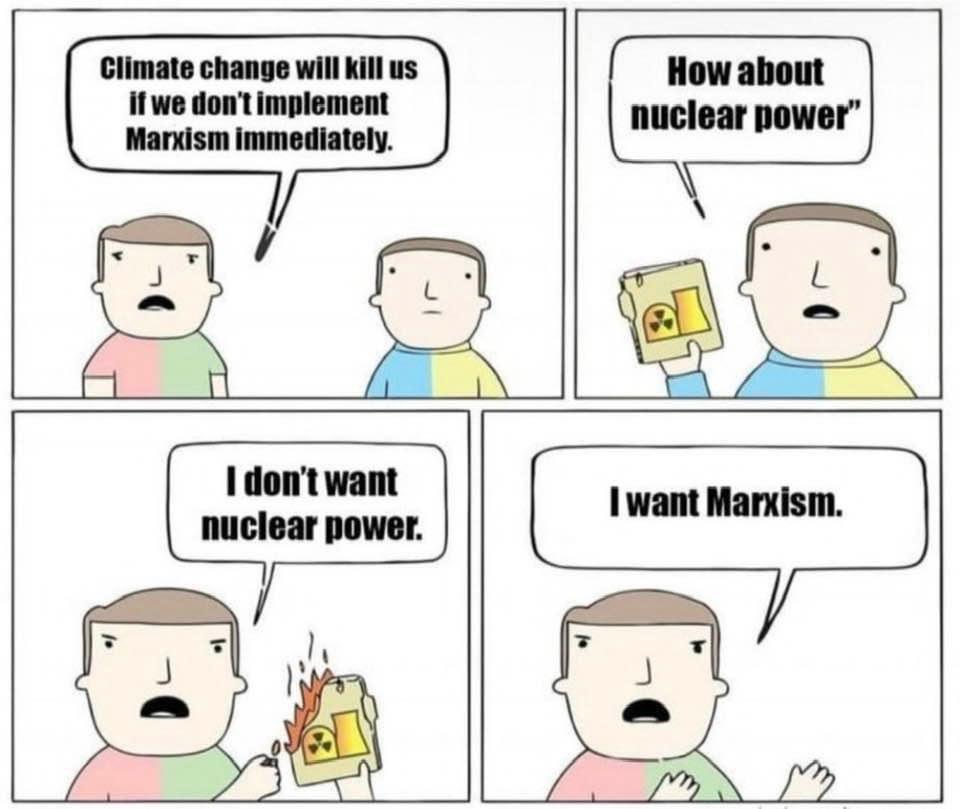 Climate change will kill us
if we don't implement
Marxism immediately.
How about
nuclear power”
I don't want
nuclear power.
I want Marxism.